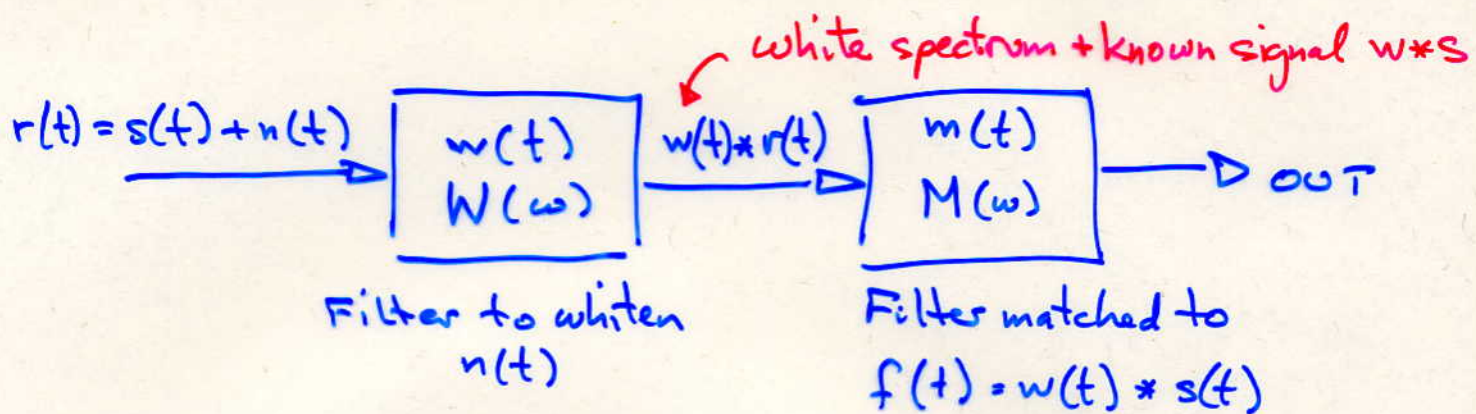 white spectrum + known signal w*s
r(t) = s(t) + n(t)
w(t)
W(ω)
w(t)*r(t)
m(t)
M(ω)
OUT
Filter to whiten
n(t)
Filter matched to
f(t) = w(t) * s(t)